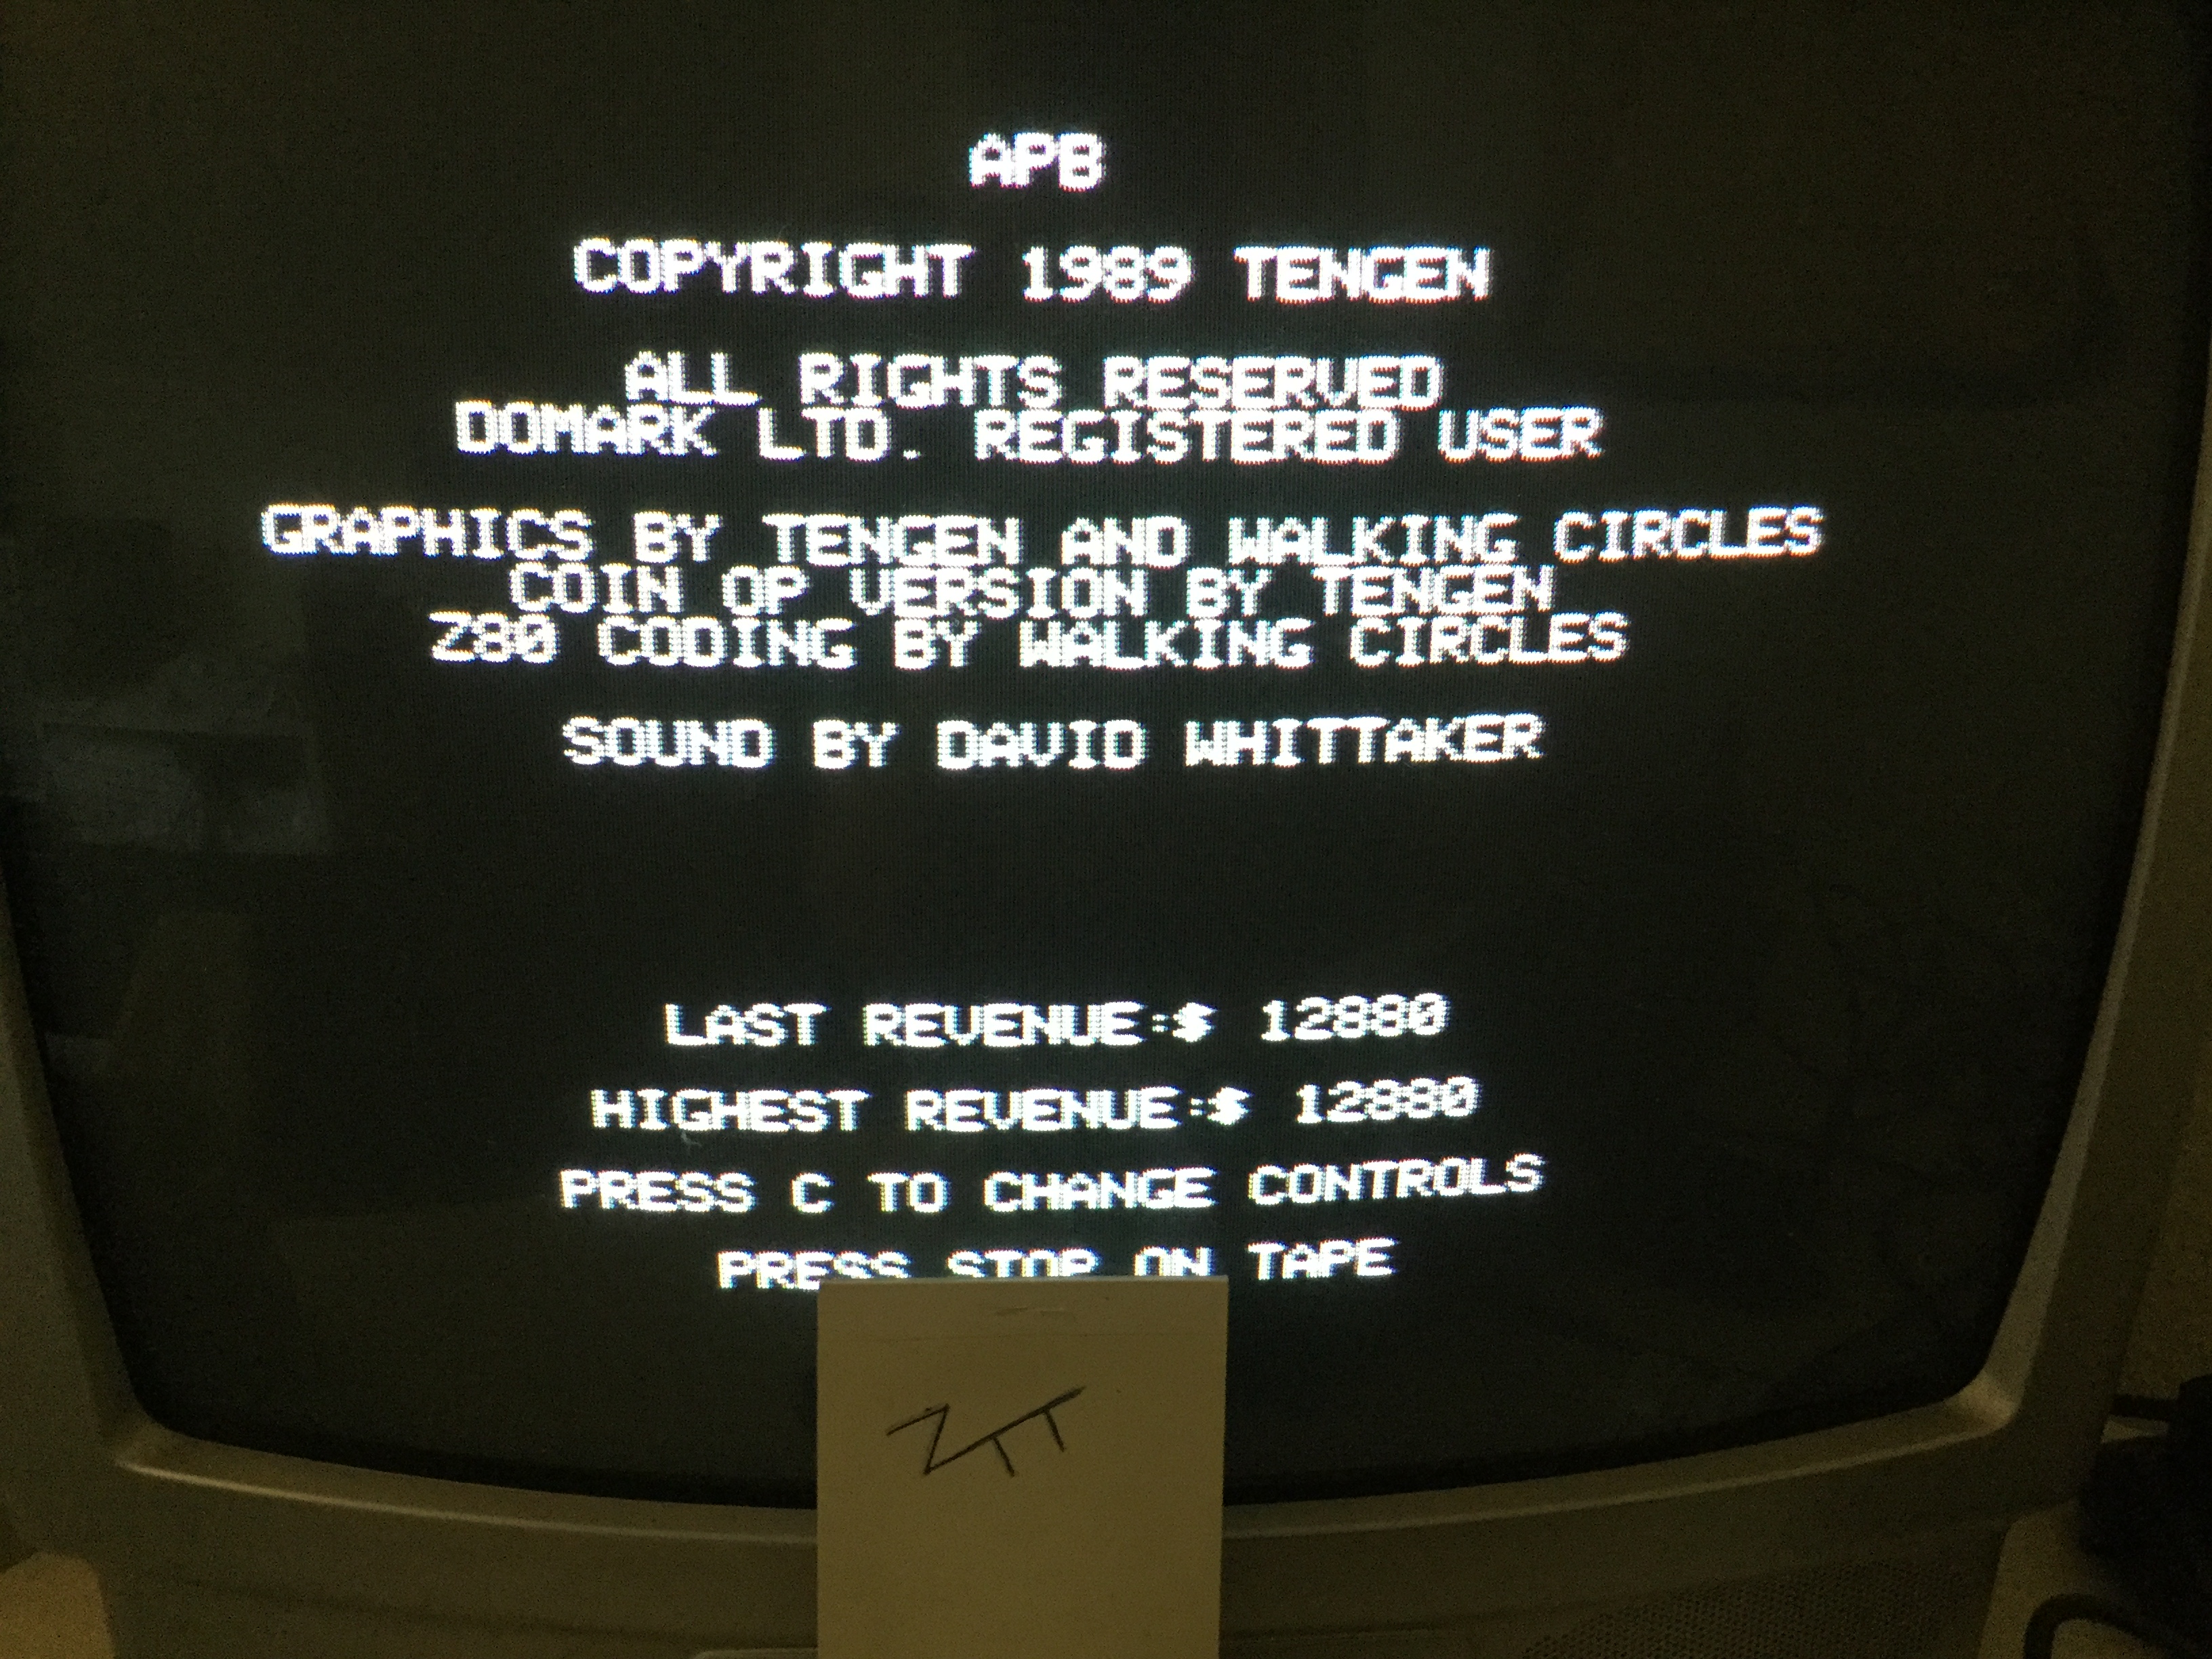 APB
COPYRIGHT 1989 TENGEN
ALL RIGHTS RESERVED
DOMARK LTD. REGISTERED USER
GRAPHICS BY TENGEN AND WALKING CIRCLES
COIN OP VERSION BY TENGEN
Z80 CODING BY WALKING CIRCLES
SOUND BY DAVID WHITTAKER
LAST REVENUE:$ 12880
HIGHEST REVENUE:$ 12880
PRESS C TO CHANGE CONTROLS
PRESS STOP ON TAPE
ZTT